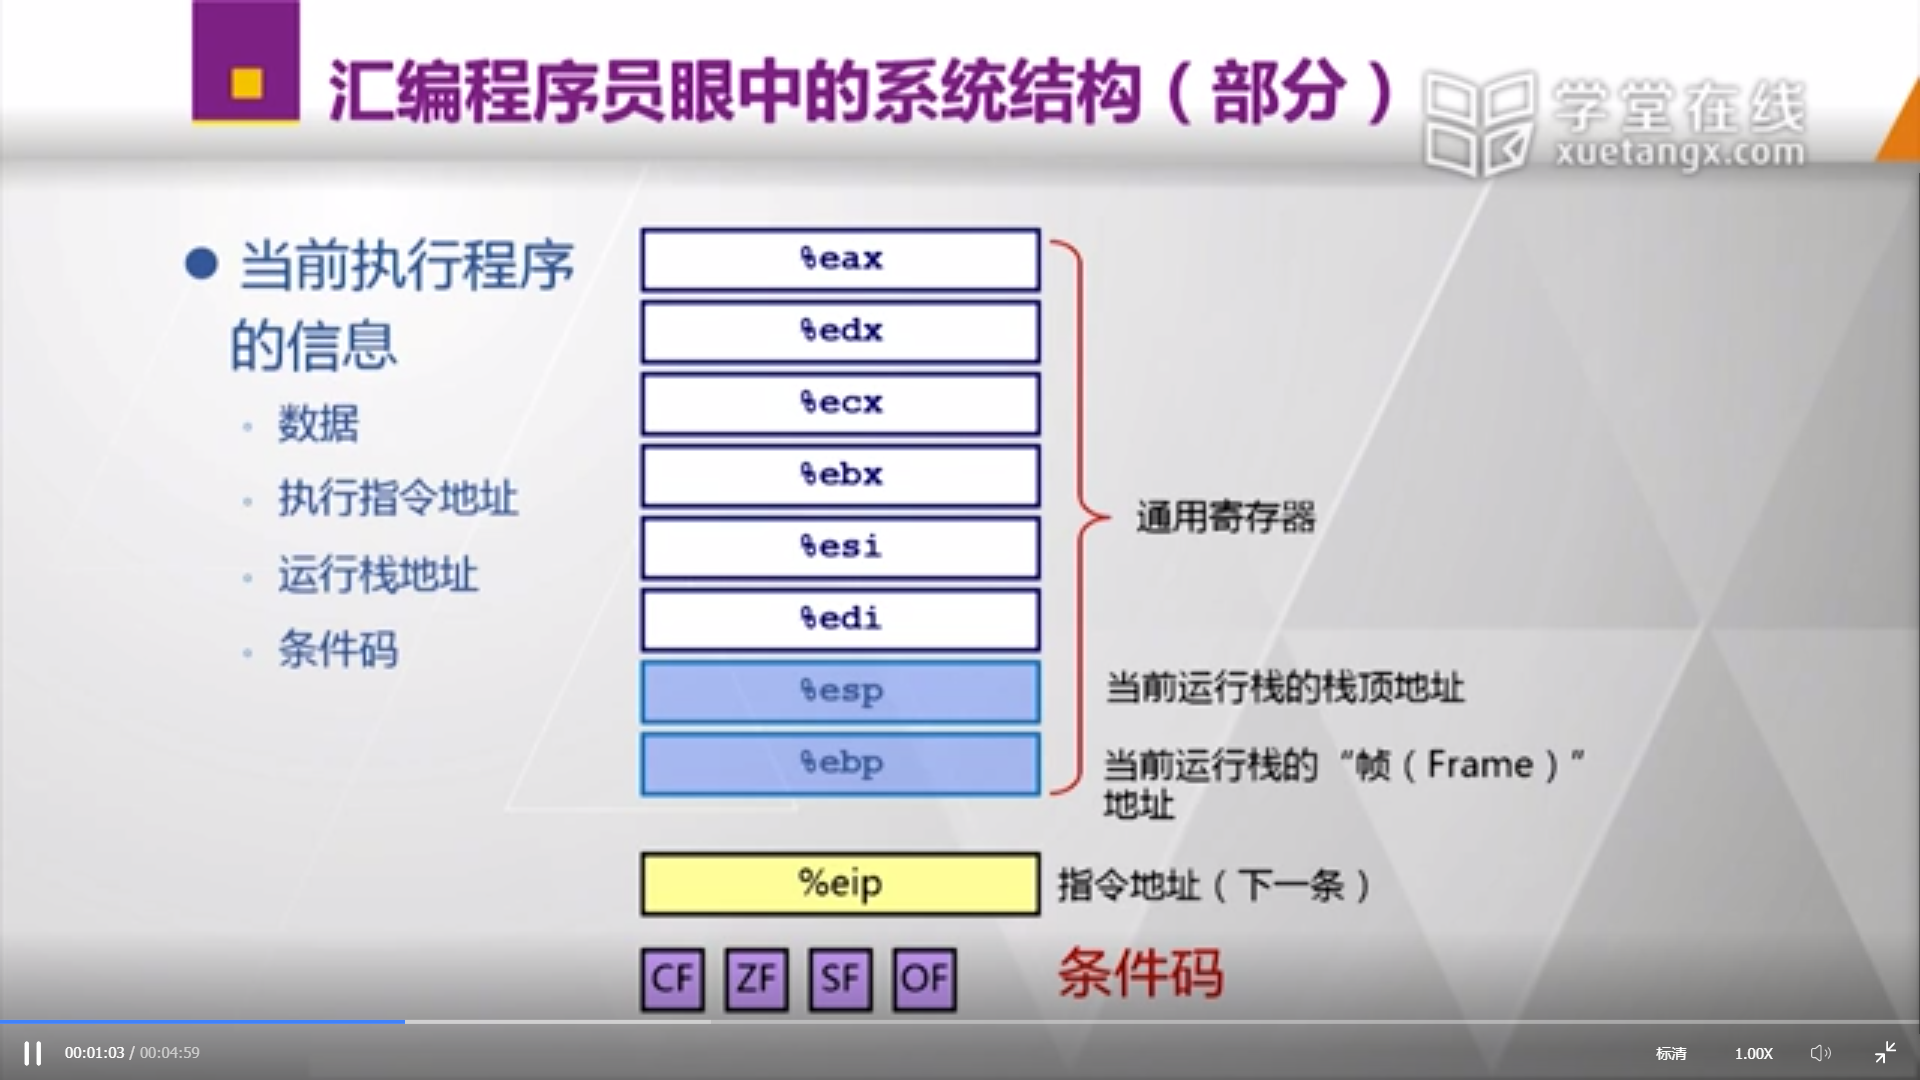 汇编程序员眼中的系统结构（部分）
学堂在线
xuetangx.com
当前执行程序
的信息
数据
执行指令地址
运行栈地址
条件码
%eax
%edx
%ecx
%ebx
%esi
%edi
%esp
%ebp
通用寄存器
当前运行栈的栈顶地址
当前运行栈的“帧（Frame）”
地址
%eip
指令地址（下一条）
CF ZF SF OF
条件码
00:01:03 / 00:04:59
标清
1.00X